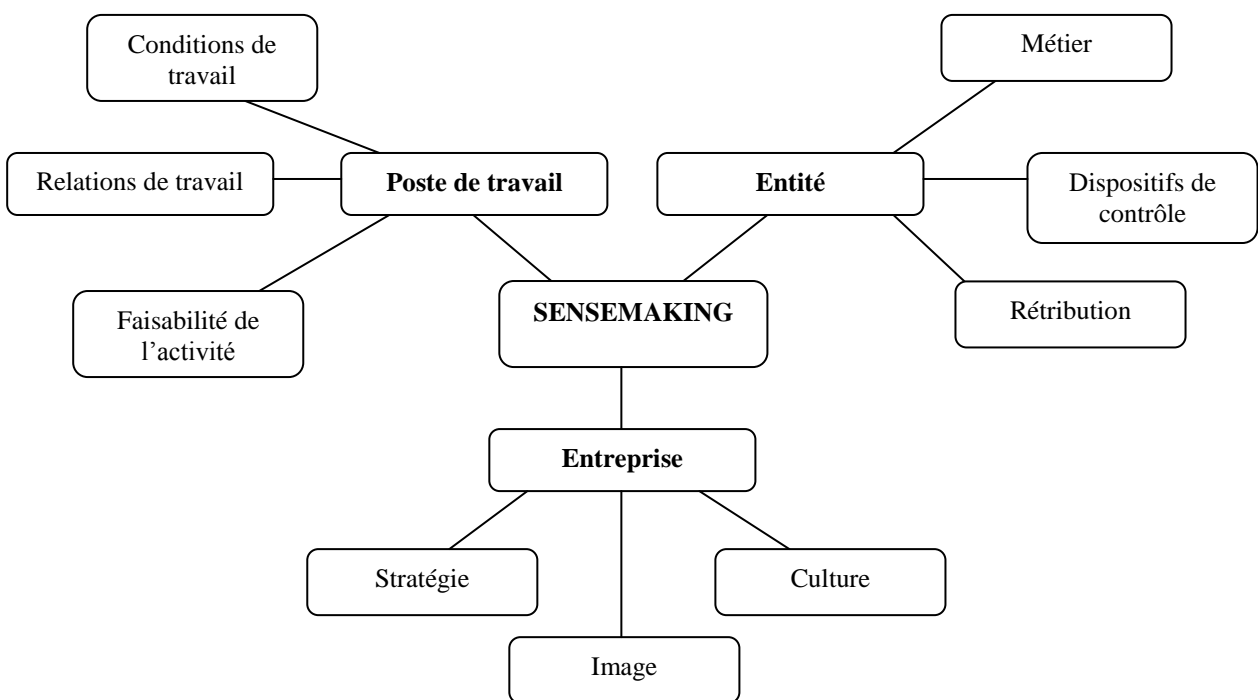 Conditions de
travail
Métier
Relations de travail
Poste de travail
Entité
Dispositifs de
contrôle
Faisabilité de
l’activité
SENSEMAKING
Rétribution
Entreprise
Stratégie
Culture
Image